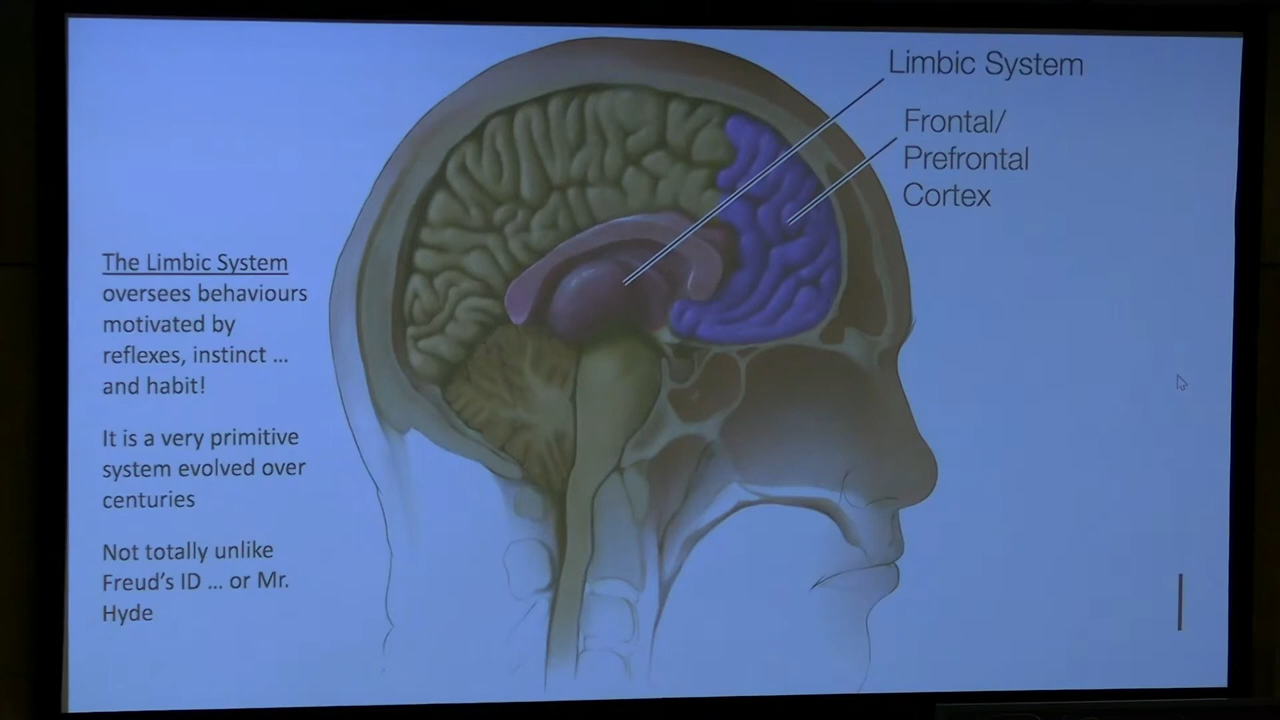 Limbic System
Frontal/
Prefrontal
Cortex
The Limbic System
oversees behaviours
motivated by
reflexes, instinct ...
and habit!
It is a very primitive
system evolved over
centuries
Not totally unlike
Freud's ID ... or Mr.
Hyde